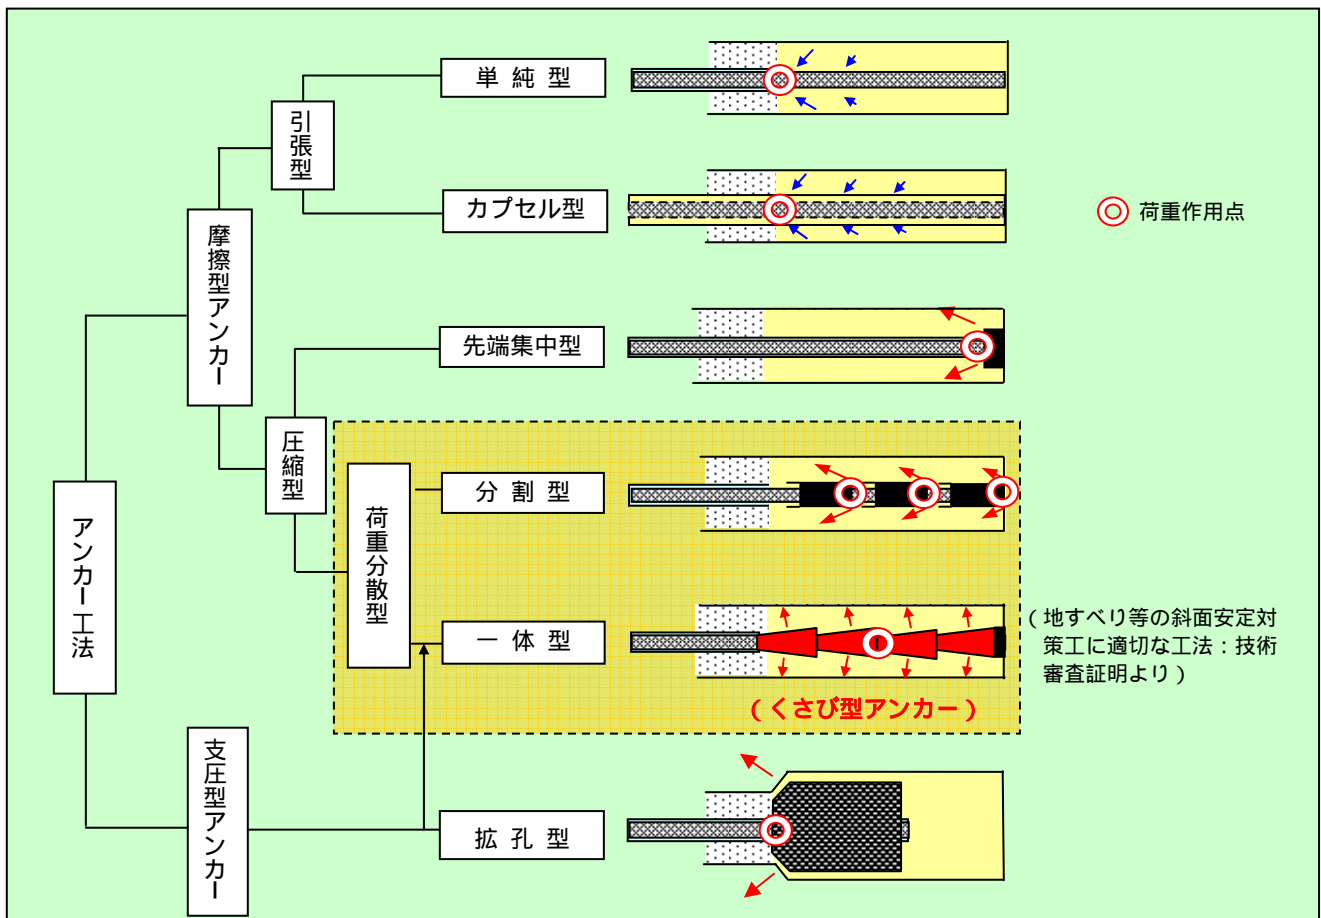 単純型
引張型
カプセル型
荷重作用点
摩擦型アンカー
先端集中型
圧縮型
分割型
荷重分散型
アンカー工法
一体型
（地すべり等の斜面安定対
策工に適切な工法：技術
審査証明より）
（くさび型アンカー）
支圧型アンカー
拡孔型